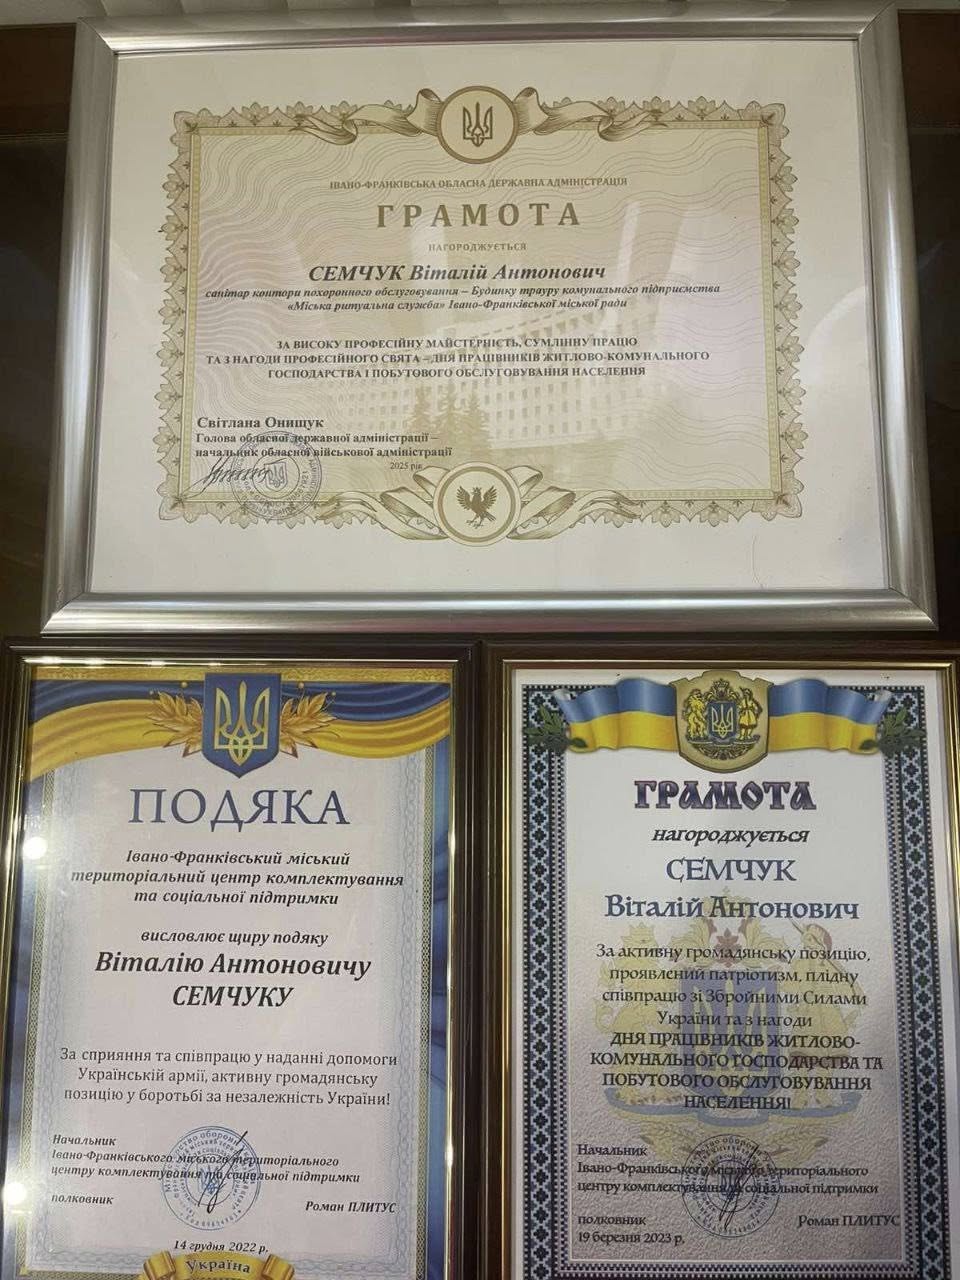 ІВАНО-ФРАНКІВСЬКА ОБЛАСНА ДЕРЖАВНА АДМІНІСТРАЦІЯ
ГРАМОТА
НАГОРОДЖУЄТЬСЯ
СЕМЧУК Віталій Антонович
санітар контори похоронного обслуговування – Будинку трауру комунального підприємства
«Міська ритуальна служба» Івано-Франківської міської ради
ЗА ВИСОКУ ПРОФЕСІЙНУ МАЙСТЕРНІСТЬ, СУМЛІННУ ПРАЦЮ
ТА З НАГОДИ ПРОФЕСІЙНОГО СВЯТА – ДНЯ ПРАЦІВНИКІВ ЖИТЛОВО-КОМУНАЛЬНОГО
ГОСПОДАРСТВА І ПОБУТОВОГО ОБСЛУГОВУВАННЯ НАСЕЛЕННЯ
Світлана Онищук
Голова обласної державної адміністрації –
начальник обласної військової адміністрації
2025 рік
ПОДЯКА
Івано-Франківський міський
територіальний центр комплектування
та соціальної підтримки
висловлює щиру подяку
Віталію Антоновичу
СЕМЧУКУ
За сприяння та співпрацю у наданні допомоги
Українській армії, активну громадянську
позицію у боротьбі за незалежність України!
Начальник
Івано-Франківського міського територіального
центру комплектування та соціальної підтримки
полковник Роман ПЛИТУС
14 грудня 2022 р.
Україна
ГРАМОТА
нагороджується
СЕМЧУК
Віталій Антонович
За активну громадянську позицію,
проявлений патріотизм, плідну
співпрацю зі Збройними Силами
України та з нагоди
ДНЯ ПРАЦІВНИКІВ ЖИТЛОВО-
КОМУНАЛЬНОГО ГОСПОДАРСТВА ТА
ПОБУТОВОГО ОБСЛУГОВУВАННЯ
НАСЕЛЕННЯ!
Начальник
Івано-Франківського міського територіального
центру комплектування та соціальної підтримки
полковник Роман ПЛИТУС
19 березня 2023 р.